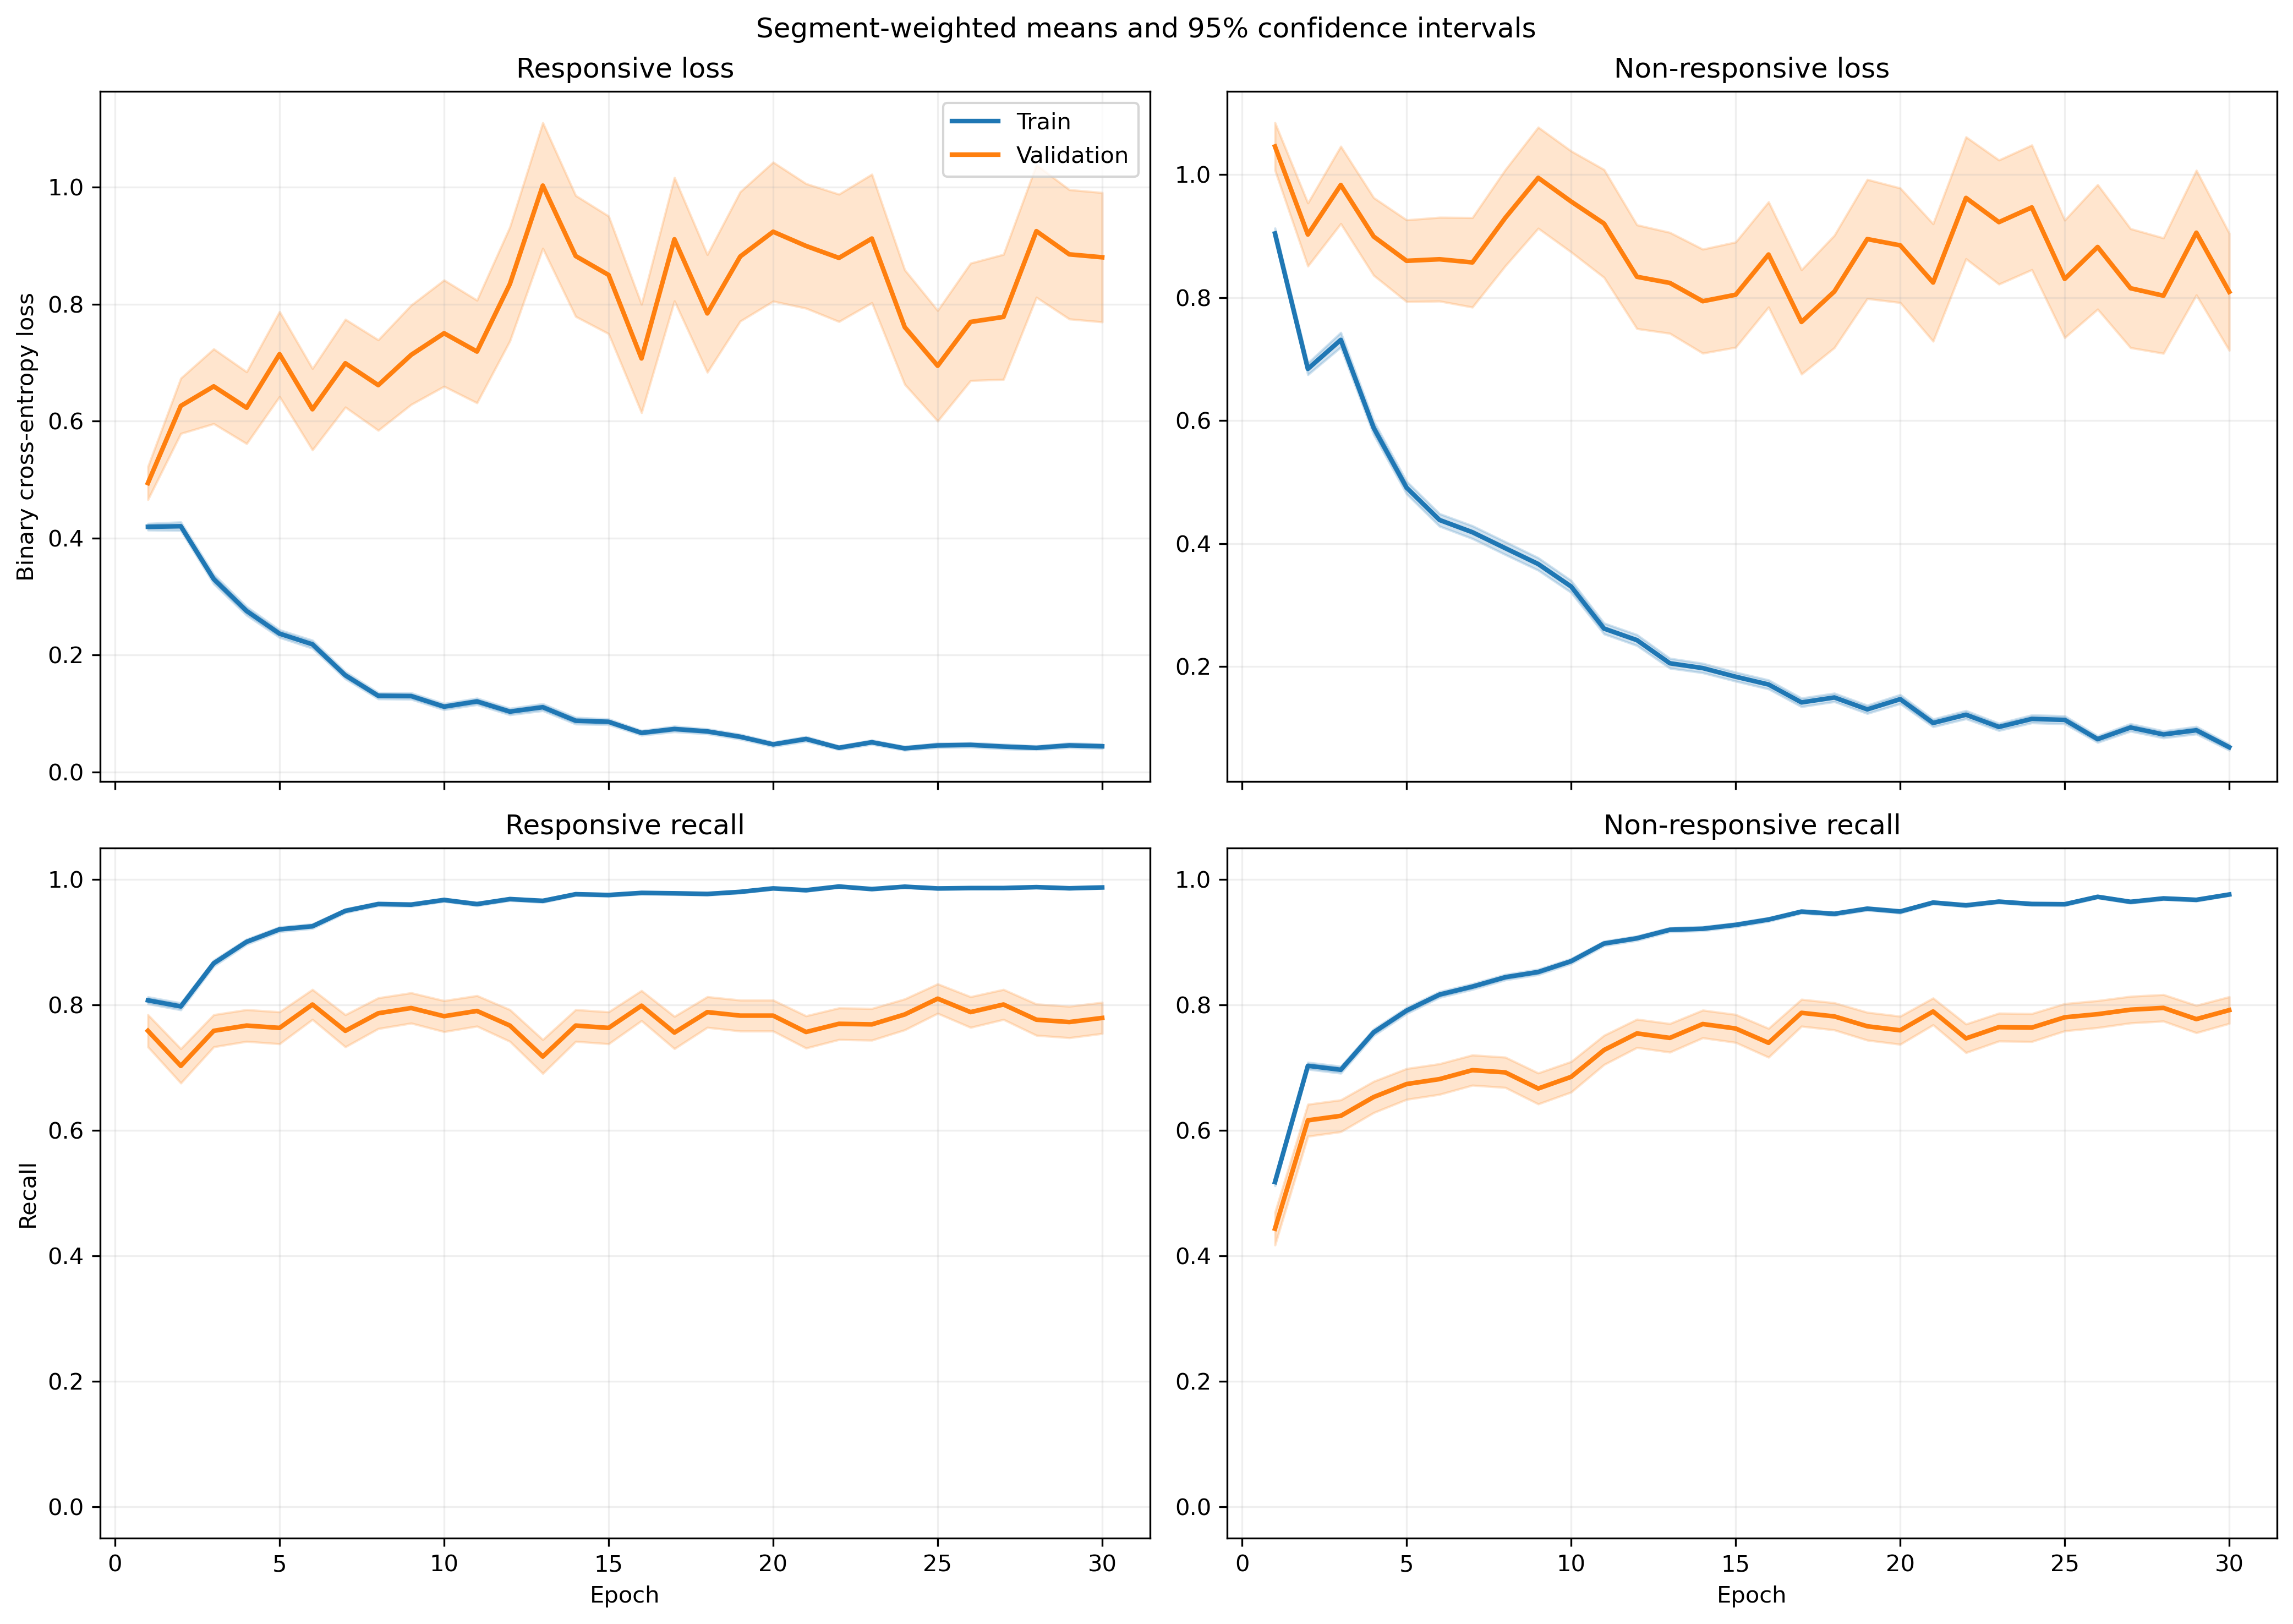 Segment-weighted means and 95% confidence intervals
Responsive loss
Non-responsive loss
Train
Validation
Binary cross-entropy loss
1.0
0.8
0.6
0.4
0.2
0.0
1.0
0.8
0.6
0.4
0.2
Responsive recall
Non-responsive recall
Recall
1.0
0.8
0.6
0.4
0.2
0.0
1.0
0.8
0.6
0.4
0.2
0.0
0 5 10 15 20 25 30
0 5 10 15 20 25 30
Epoch
Epoch